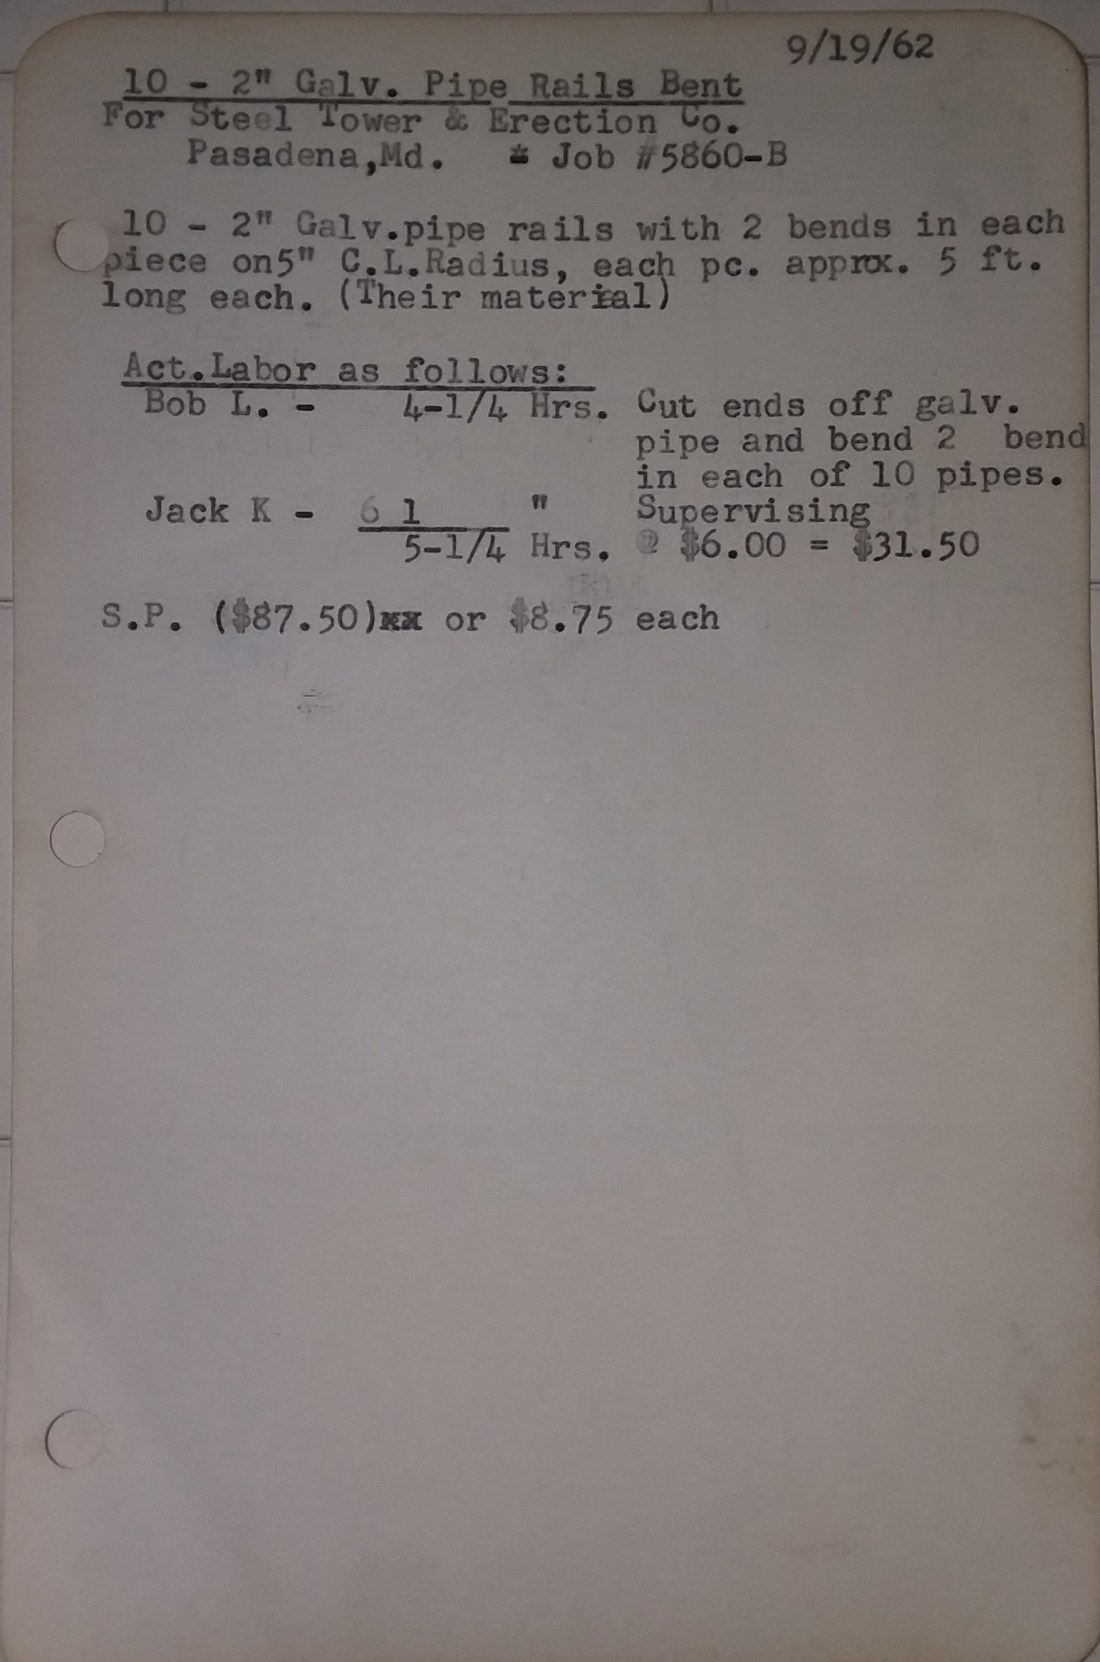 9/19/62
10 - 2" Galv. Pipe Rails Bent
For Steel Tower & Erection Co.
Pasadena,Md. * Job #5860-B
10 - 2" Galv.pipe rails with 2 bends in each
piece on5" C.L.Radius, each pc. approx. 5 ft.
long each. (Their material)
Act.Labor as follows:
Bob L. - 4-1/4 Hrs. Cut ends off galv.
pipe and bend 2 bend
in each of 10 pipes.
Jack K - 6 1 " Supervising
5-1/4 Hrs. @ $6.00 = $31.50
S.P. ($87.50)xx or $8.75 each